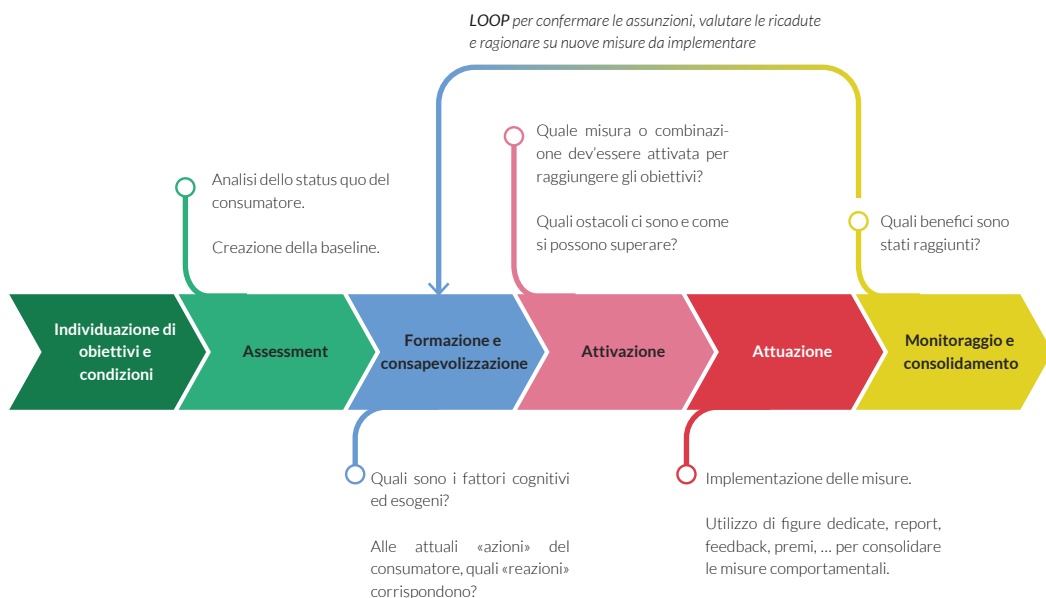 LOOP per confermare le assunzioni, valutare le ricadute
e ragionare su nuove misure da implementare
Quale misura o combinazi-
one dev'essere attivata per
raggiungere gli obiettivi?
Quali ostacoli ci sono e come
si possono superare?
Analisi dello status quo del
consumatore.
Creazione della baseline.
Quali benefici sono
stati raggiunti?
Individuazione di
obiettivi e
condizioni
Assessment
Formazione e
consapevolizzazione
Attivazione
Attuazione
Monitoraggio e
consolidamento
Quali sono i fattori cognitivi
ed esogeni?
Alle attuali «azioni» del
consumatore, quali «reazioni»
corrispondono?
Implementazione delle misure.
Utilizzo di figure dedicate, report,
feedback, premi, ... per consolidare
le misure comportamentali.